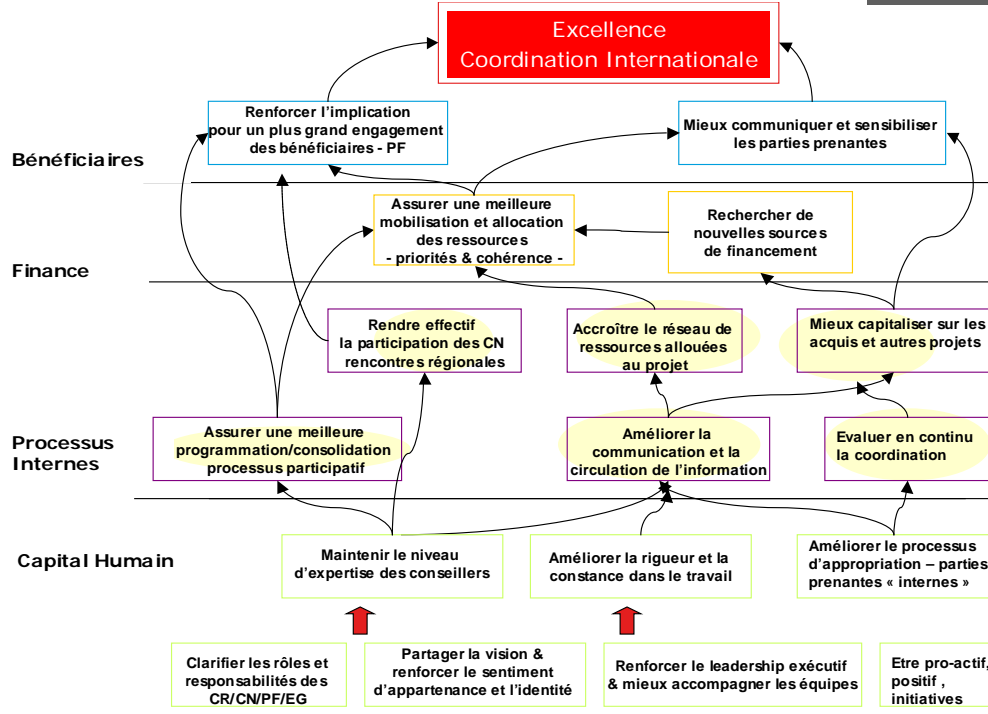 Excellence
Coordination Internationale
Renforcer l'implication
pour un plus grand engagement
des bénéficiaires - PF
Mieux communiquer et sensibiliser
les parties prenantes
Bénéficiaires
Assurer une meilleure
mobilisation et allocation
des ressources
- priorités & cohérence -
Rechercher de
nouvelles sources
de financement
Finance
Rendre effectif
la participation des CN
rencontres régionales
Accroître le réseau de
ressources allouées
au projet
Mieux capitaliser sur les
acquis et autres projets
Processus
Internes
Assurer une meilleure
programmation/consolidation
processus participatif
Améliorer la
communication et la
circulation de l'information
Evaluer en continu
la coordination
Capital Humain
Maintenir le niveau
d'expertise des conseillers
Améliorer la rigueur et la
constance dans le travail
Améliorer le processus
d'appropriation – parties
prenantes « internes »
Clarifier les rôles et
responsabilités des
CR/CN/PF/EG
Partager la vision &
renforcer le sentiment
d'appartenance et l'identité
Renforcer le leadership exécutif
& mieux accompagner les équipes
Etre pro-actif,
positif ,
initiatives